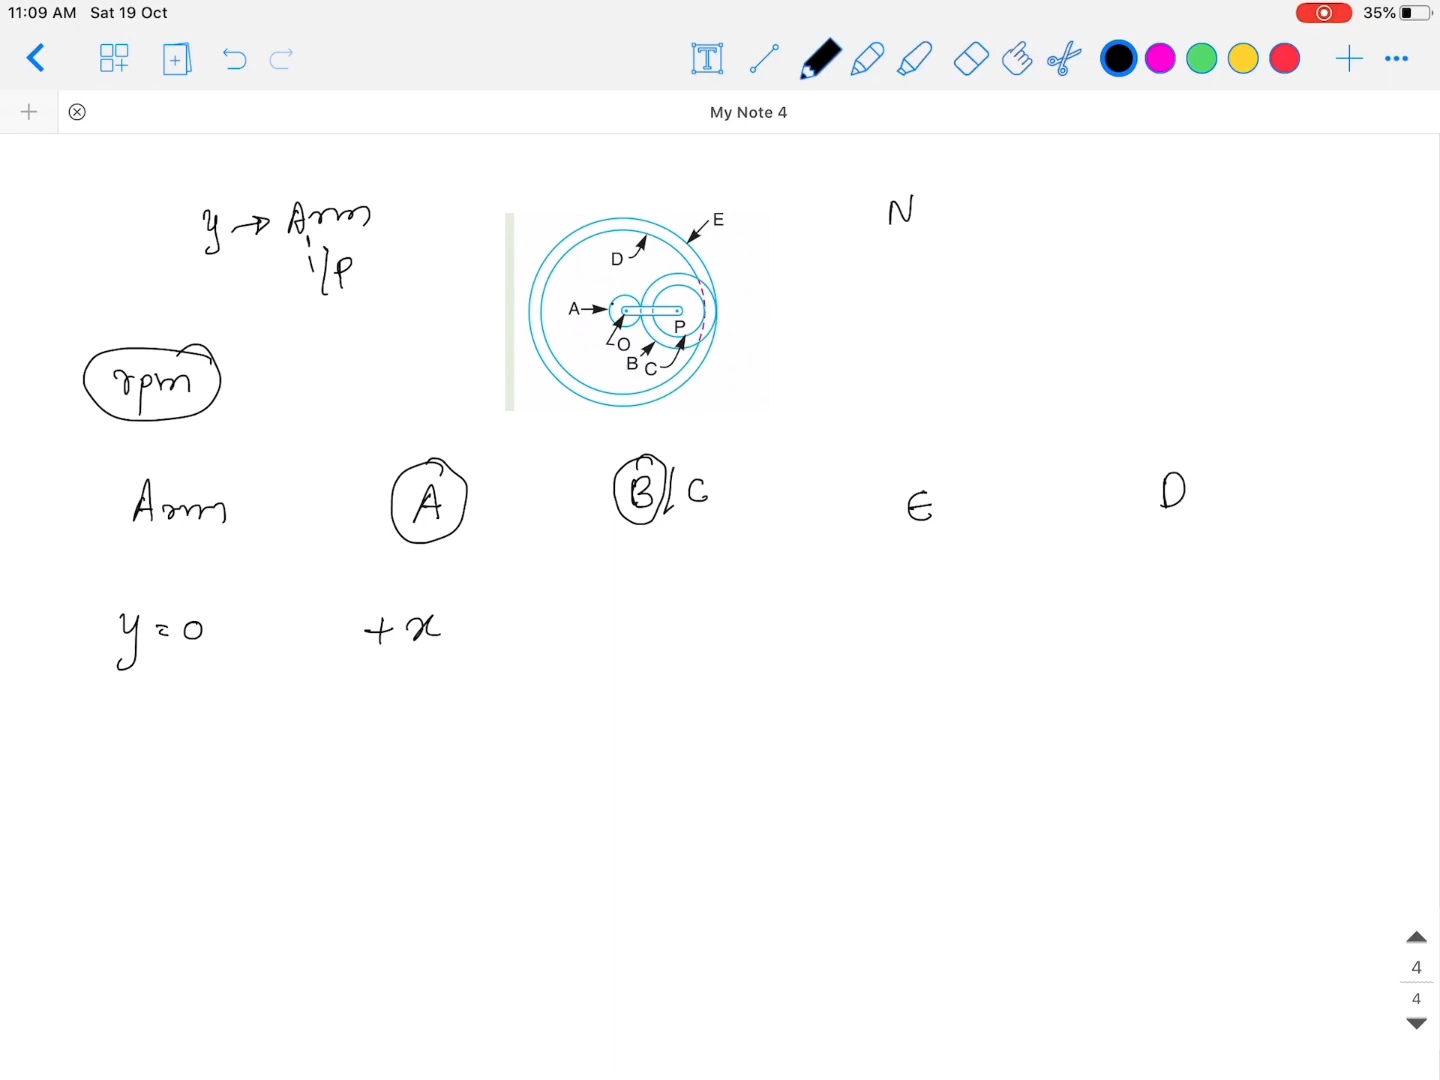 11:09 AM Sat 19 Oct
35%
T
My Note 4
y → Arm
i/P
E
D
A
O
P
B
C
N
rpm
Arm A B/C E D
y = 0 + x
4
4